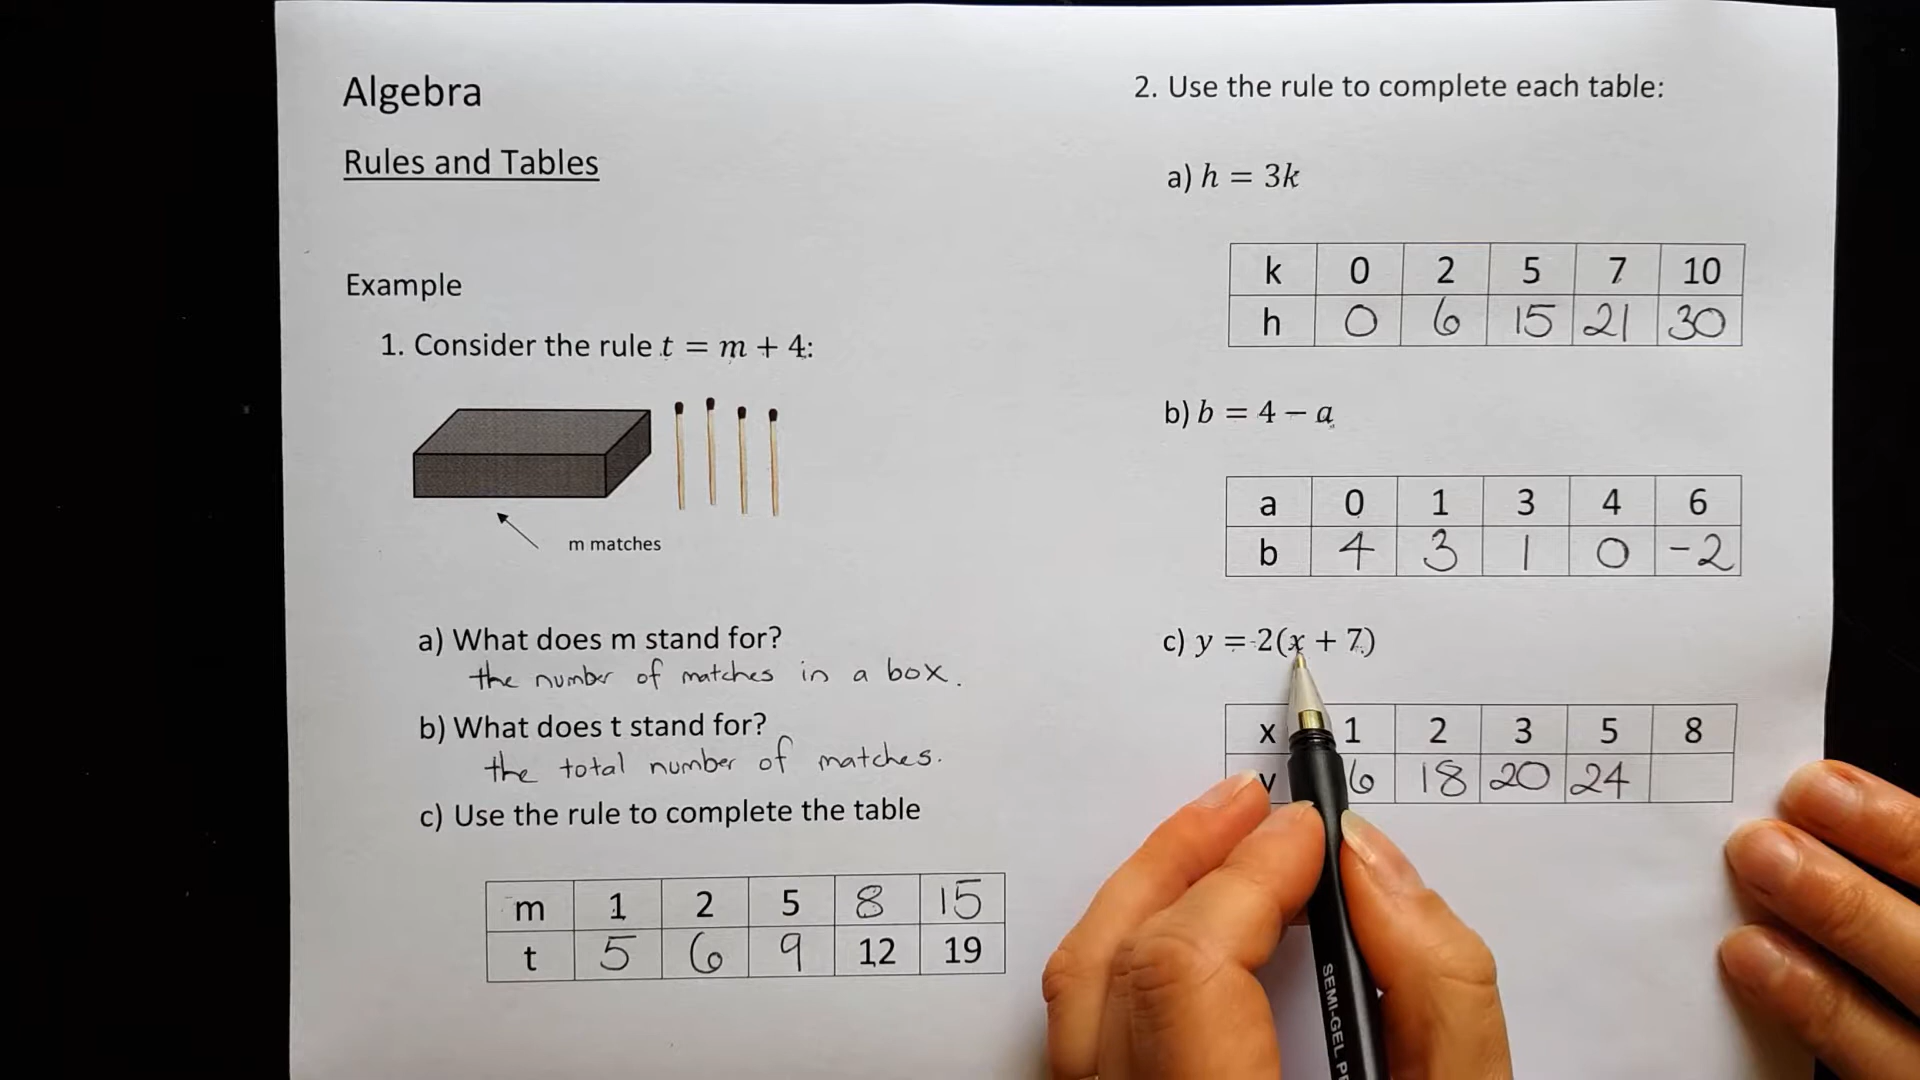 Algebra
Rules and Tables
Example
1. Consider the rule t = m + 4:
m matches
a) What does m stand for?
the number of matches in a box.
b) What does t stand for?
the total number of matches.
c) Use the rule to complete the table
m 1 2 5 8 15
t 5 6 9 12 19
2. Use the rule to complete each table:
a) h = 3k
k 0 2 5 7 10
h 0 6 15 21 30
b) b = 4 − a
a 0 1 3 4 6
b 4 3 1 0 -2
c) y = 2(x + 7)
x 1 2 3 5 8
y 6 18 20 24
SEMI-GEL